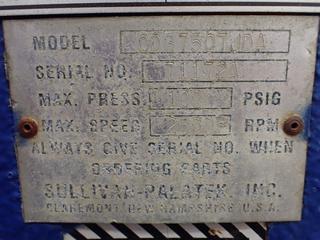 MODEL
SERIAL NO.
MAX. PRESS. PSIG
MAX. SPEED RPM
ALWAYS GIVE SERIAL NO. WHEN
ORDERING PARTS
SULLIVAN-PALATEK, INC.
CLAREMONT, NEW HAMPSHIRE U.S.A.